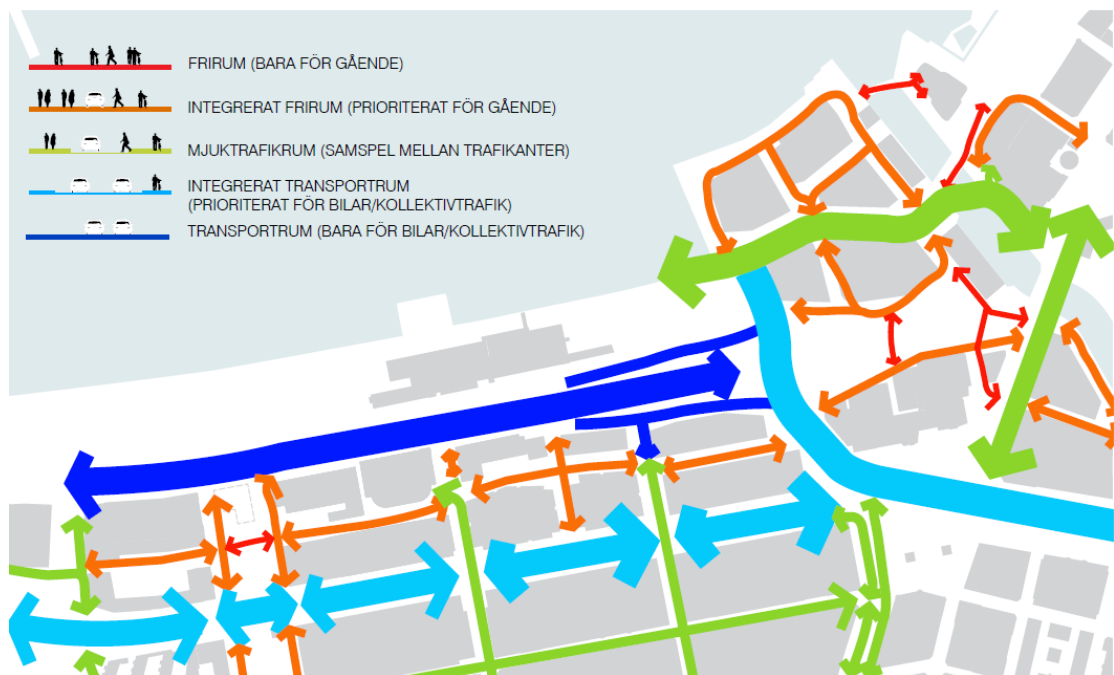 FRIRUM (BARA FÖR GÅENDE)
INTEGRERAT FRIRUM (PRIORITERAT FÖR GÅENDE)
MJUKTRAFIKRUM (SAMSPEL MELLAN TRAFIKANTER)
INTEGRERAT TRANSPORTRUM
(PRIORITERAT FÖR BILAR/KOLLEKTIVTRAFIK)
TRANSPORTRUM (BARA FÖR BILAR/KOLLEKTIVTRAFIK)